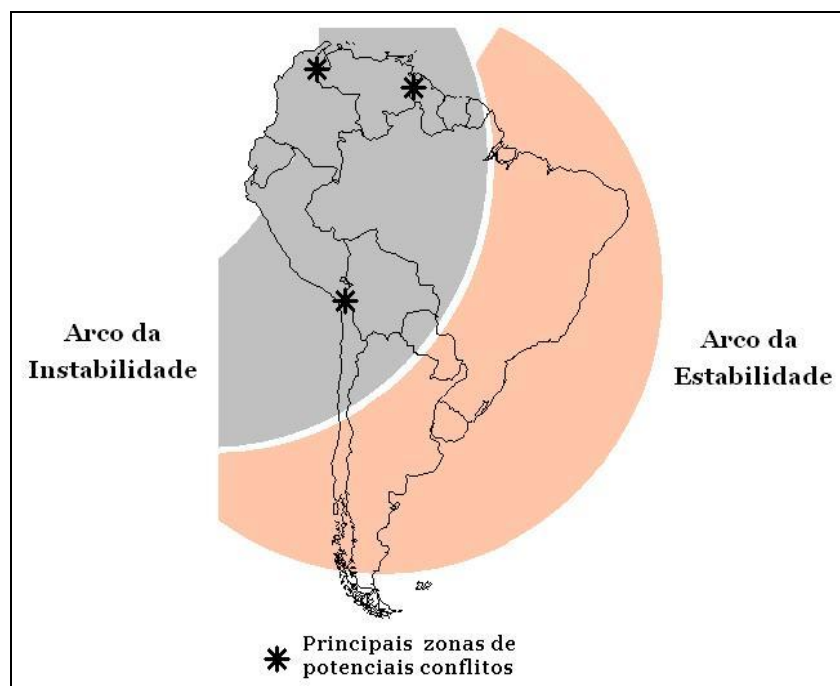 Arco da
Instabilidade
Arco da
Estabilidade
Principais zonas de
potenciais conflitos